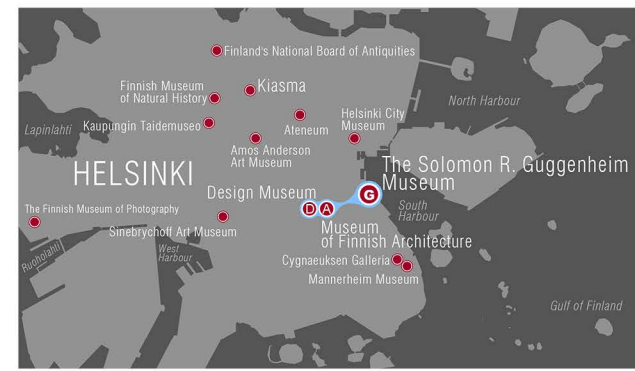 Finland's National Board of Antiquities
Finnish Museum
of Natural History
Kiasma
North Harbour
Lapinlahti
Kaupungin Taidemuseo
Ateneum
Helsinki City
Museum
Amos Anderson
Art Museum
HELSINKI
The Solomon R. Guggenheim
Museum
Design Museum
D
A
G
The Finnish Museum of Photography
South
Harbour
Sinebrychoff Art Museum
Museum
of Finnish Architecture
Ruoholahti
West
Harbour
Cygnaeuksen Galleria
Mannerheim Museum
Gulf of Finland